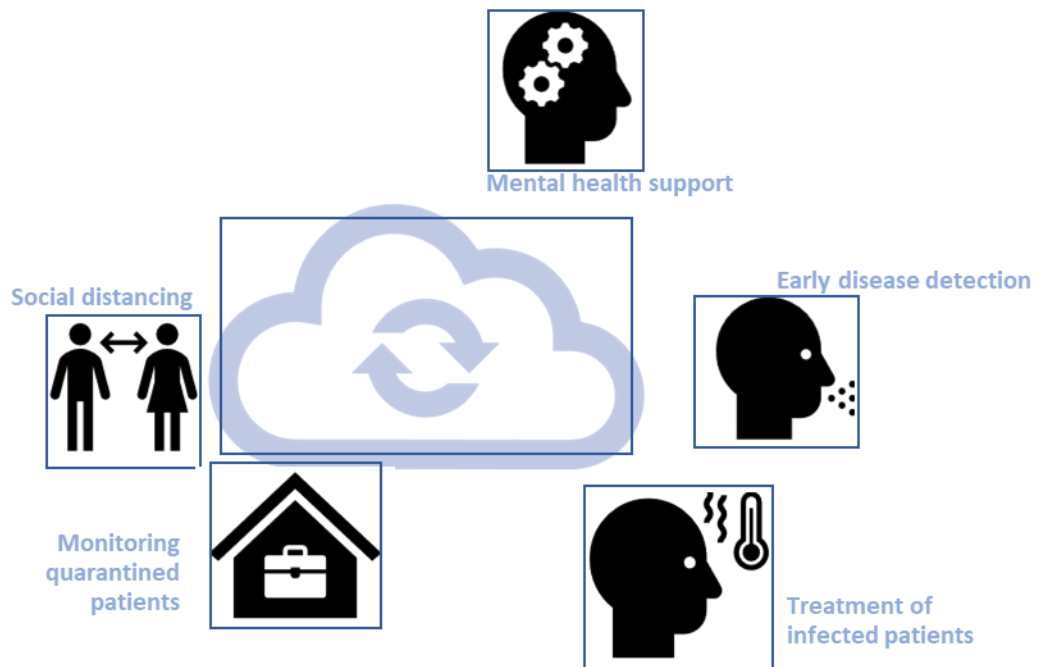 Mental health support
Early disease detection
Social distancing
Monitoring
quarantined
patients
Treatment of
infected patients